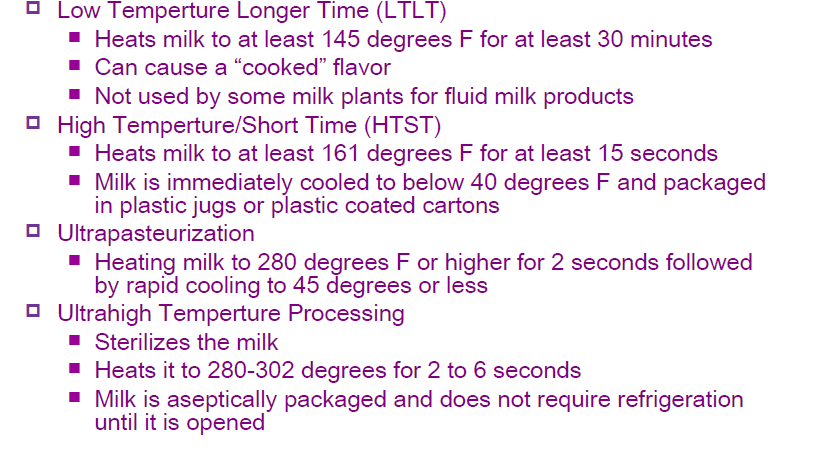 Low Temperture Longer Time (LTLT)
Heats milk to at least 145 degrees F for at least 30 minutes
Can cause a “cooked” flavor
Not used by some milk plants for fluid milk products
High Temperture/Short Time (HTST)
Heats milk to at least 161 degrees F for at least 15 seconds
Milk is immediately cooled to below 40 degrees F and packaged
in plastic jugs or plastic coated cartons
Ultrapasteurization
Heating milk to 280 degrees F or higher for 2 seconds followed
by rapid cooling to 45 degrees or less
Ultrahigh Temperture Processing
Sterilizes the milk
Heats it to 280-302 degrees for 2 to 6 seconds
Milk is aseptically packaged and does not require refrigeration
until it is opened